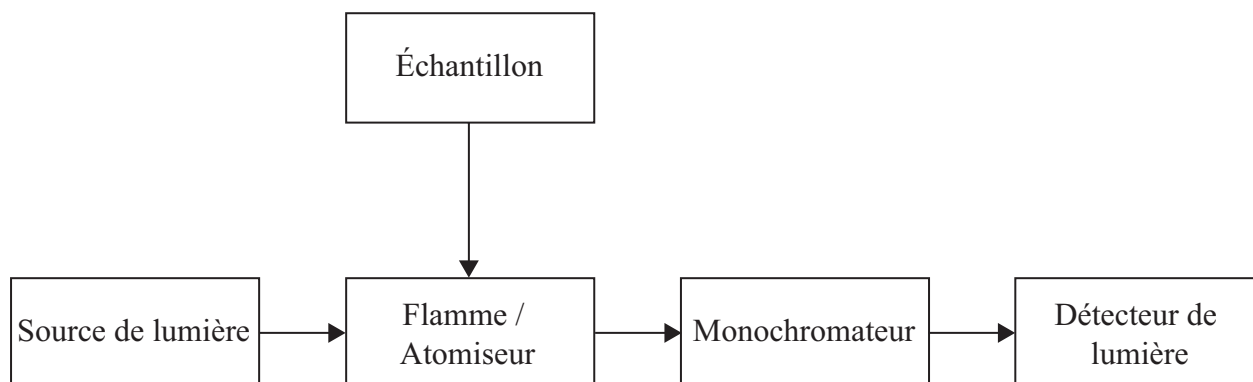 Échantillon
Source de lumière
Flamme /
Atomiseur
Monochromateur
Détecteur de
lumière